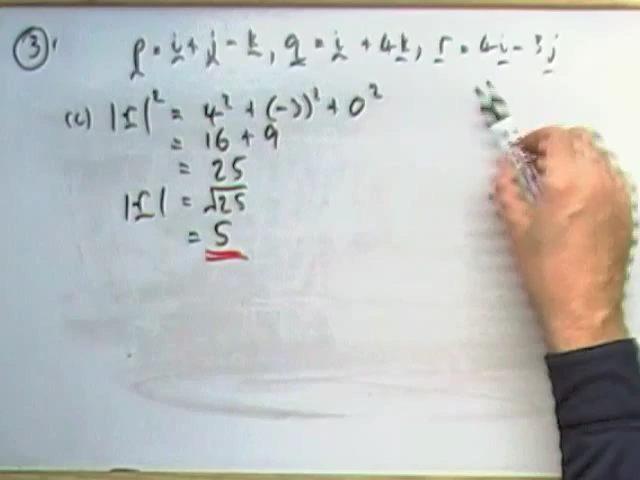 ③ p = i + j - k, q = i + 4k, r = 4i - 3j
(c) |r|² = 4² + (-3)² + 0²
= 16 + 9
= 25
|r| = √25
= 5